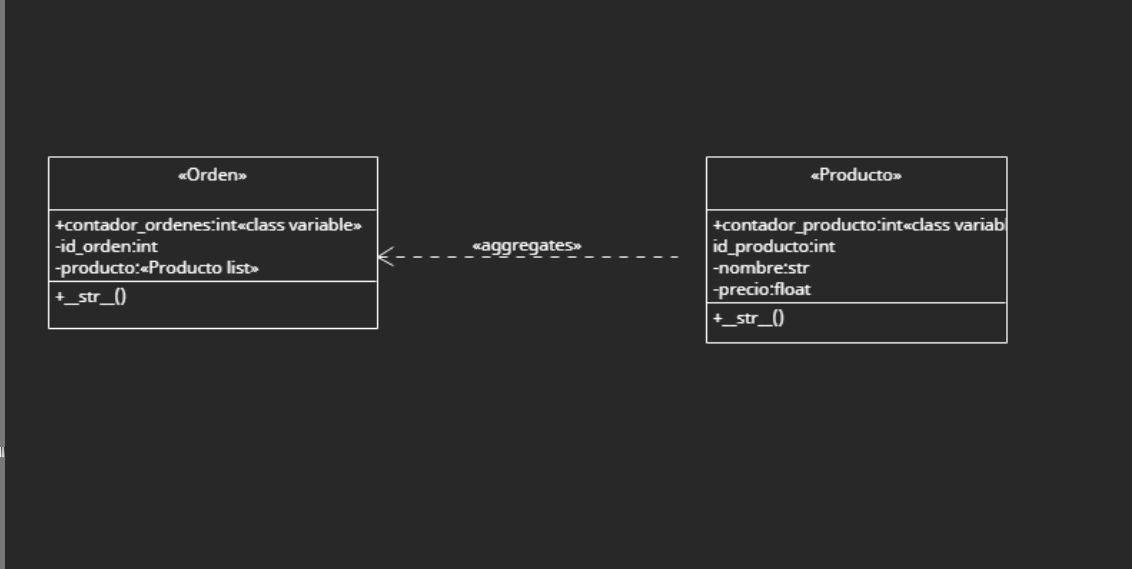 «Orden»
+contador_ordenes:int«class variable»
-id_orden:int
-producto:«Producto list»
+__str__()
«aggregates»
«Producto»
+contador_producto:int«class variabl
id_producto:int
-nombre:str
-precio:float
+__str__()